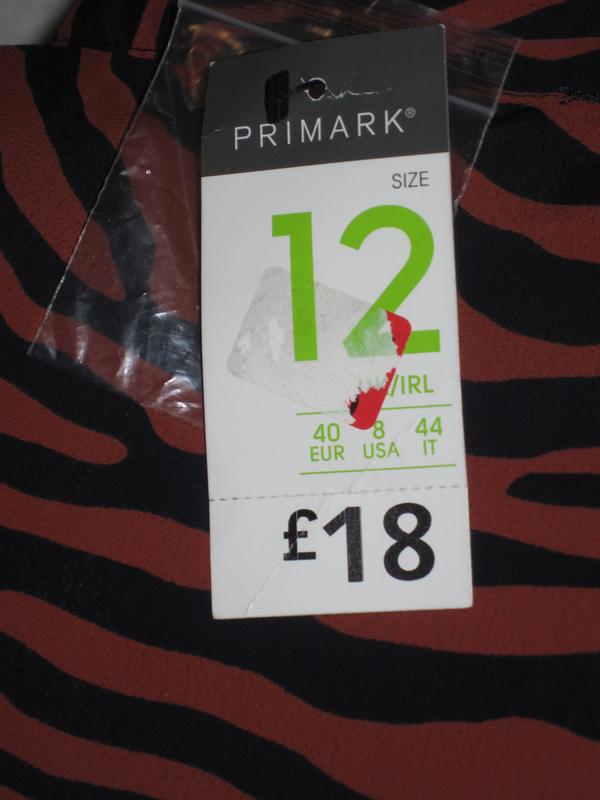 PRIMARK®
SIZE
12
/IRL
40 8 44
EUR USA IT
£18